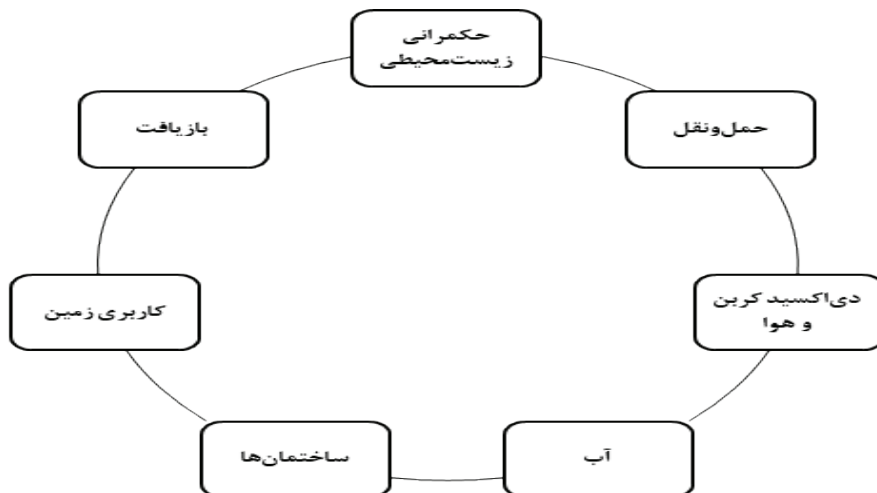 حکمرانی
زیست‌محیطی
بازیافت
حمل‌ونقل
کاربری زمین
دی‌اکسید کربن
و هوا
ساختمان‌ها
آب